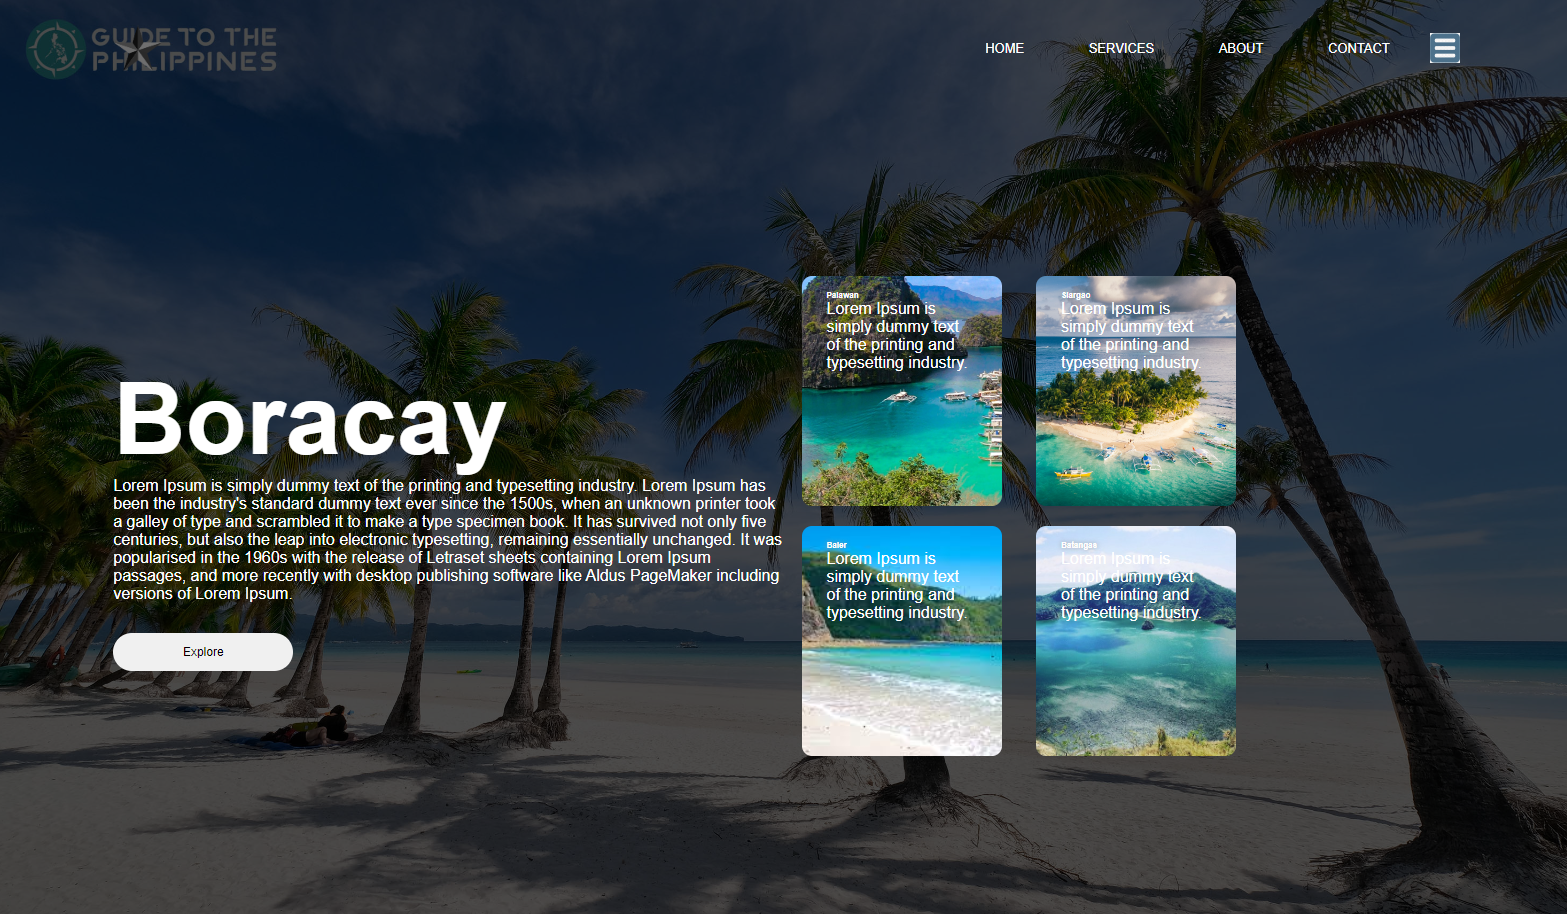 GUIDE TO THE
PHILIPPINES
HOME SERVICES ABOUT CONTACT
Boracay
Lorem Ipsum is simply dummy text of the printing and typesetting industry. Lorem Ipsum has
been the industry's standard dummy text ever since the 1500s, when an unknown printer took
a galley of type and scrambled it to make a type specimen book. It has survived not only five
centuries, but also the leap into electronic typesetting, remaining essentially unchanged. It was
popularised in the 1960s with the release of Letraset sheets containing Lorem Ipsum
passages, and more recently with desktop publishing software like Aldus PageMaker including
versions of Lorem Ipsum.
Explore
Palawan
Lorem Ipsum is
simply dummy text
of the printing and
typesetting industry.
Siargao
Lorem Ipsum is
simply dummy text
of the printing and
typesetting industry.
Baler
Lorem Ipsum is
simply dummy text
of the printing and
typesetting industry.
Batangas
Lorem Ipsum is
simply dummy text
of the printing and
typesetting industry.